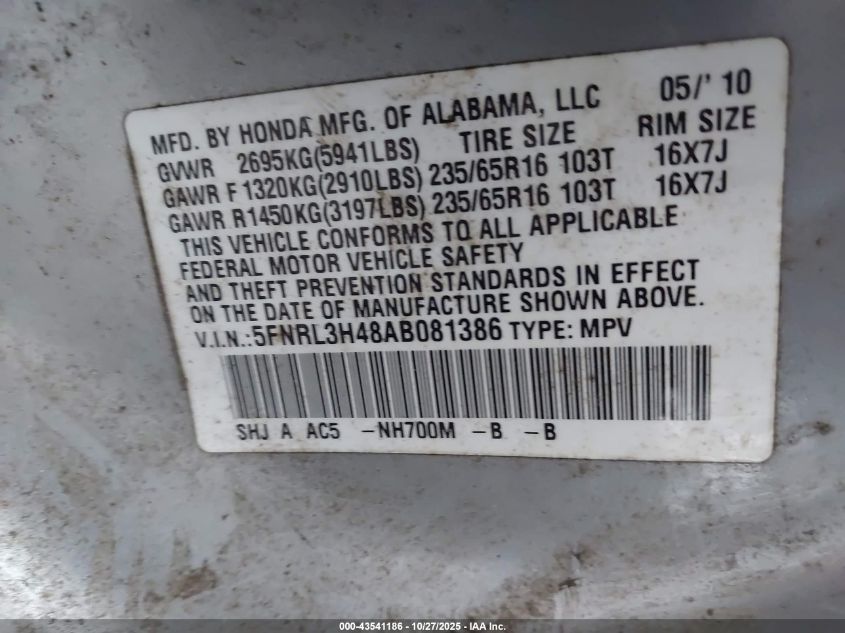 MFD. BY HONDA MFG. OF ALABAMA, LLC 05/' 10
GVWR 2695KG(5941LBS) TIRE SIZE RIM SIZE
GAWR F 1320KG(2910LBS) 235/65R16 103T 16X7J
GAWR R1450KG(3197LBS) 235/65R16 103T 16X7J
THIS VEHICLE CONFORMS TO ALL APPLICABLE
FEDERAL MOTOR VEHICLE SAFETY
AND THEFT PREVENTION STANDARDS IN EFFECT
ON THE DATE OF MANUFACTURE SHOWN ABOVE.
V.I.N.:5FNRL3H48AB081386 TYPE: MPV
SHJ A AC5 -NH700M -B -B
000-43541186 - 10/27/2025 - IAA Inc.